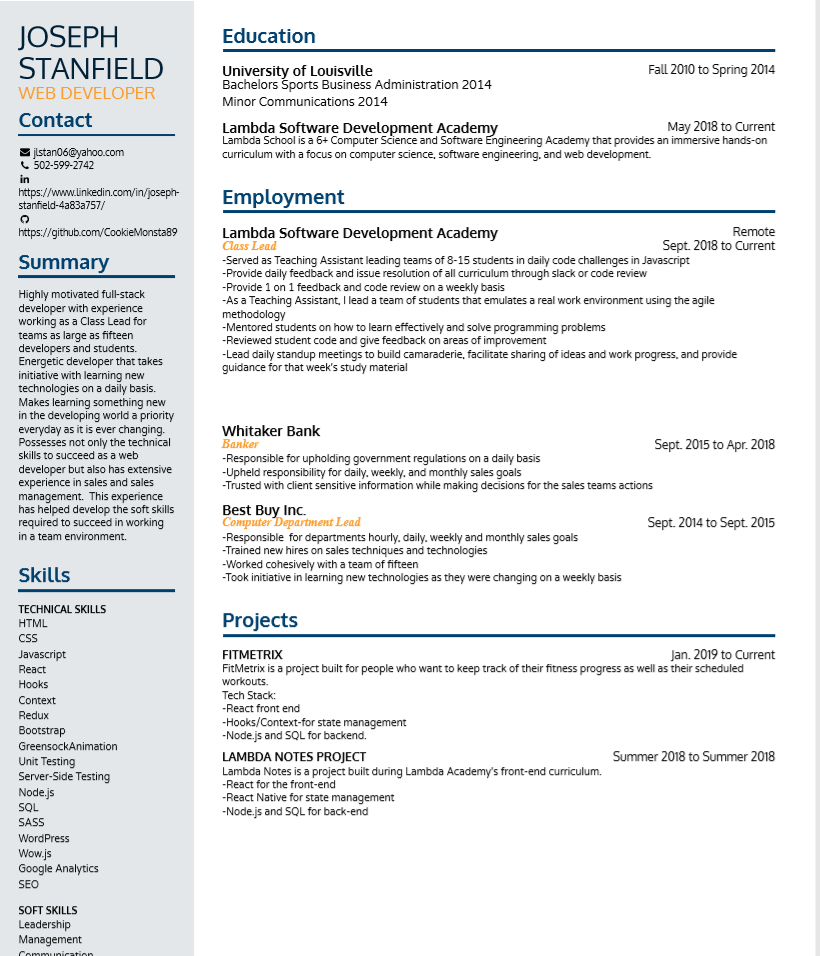 JOSEPH
STANFIELD
WEB DEVELOPER
Contact
jlstan06@yahoo.com
502-599-2742
https://www.linkedin.com/in/joseph-
stanfield-4a83a757/
https://github.com/CookieMonsta89
Summary
Highly motivated full-stack
developer with experience
working as a Class Lead for
teams as large as fifteen
developers and students.
Energetic developer that takes
initiative with learning new
technologies on a daily basis.
Makes learning something new
in the developing world a priority
everyday as it is ever changing.
Possesses not only the technical
skills to succeed as a web
developer but also has extensive
experience in sales and sales
management.  This experience
has helped develop the soft skills
required to succeed in working
in a team environment.
Skills
TECHNICAL SKILLS
HTML
CSS
Javascript
React
Hooks
Context
Redux
Bootstrap
GreensockAnimation
Unit Testing
Server-Side Testing
Node.js
SQL
SASS
WordPress
Wow.js
Google Analytics
SEO
SOFT SKILLS
Leadership
Management
Communication
Education
University of Louisville Fall 2010 to Spring 2014
Bachelors Sports Business Administration 2014
Minor Communications 2014
Lambda Software Development Academy May 2018 to Current
Lambda School is a 6+ Computer Science and Software Engineering Academy that provides an immersive hands-on
curriculum with a focus on computer science, software engineering, and web development.
Employment
Lambda Software Development Academy Remote
Class Lead Sept. 2018 to Current
-Served as Teaching Assistant leading teams of 8-15 students in daily code challenges in Javascript
-Provide daily feedback and issue resolution of all curriculum through slack or code review
-Provide 1 on 1 feedback and code review on a weekly basis
-As a Teaching Assistant, I lead a team of students that emulates a real work environment using the agile
methodology
-Mentored students on how to learn effectively and solve programming problems
-Reviewed student code and give feedback on areas of improvement
-Lead daily standup meetings to build camaraderie, facilitate sharing of ideas and work progress, and provide
guidance for that week's study material
Whitaker Bank
Banker Sept. 2015 to Apr. 2018
-Responsible for upholding government regulations on a daily basis
-Upheld responsibility for daily, weekly, and monthly sales goals
-Trusted with client sensitive information while making decisions for the sales teams actions
Best Buy Inc.
Computer Department Lead Sept. 2014 to Sept. 2015
-Responsible  for departments hourly, daily, weekly and monthly sales goals
-Trained new hires on sales techniques and technologies
-Worked cohesively with a team of fifteen
-Took initiative in learning new technologies as they were changing on a weekly basis
Projects
FITMETRIX Jan. 2019 to Current
FitMetrix is a project built for people who want to keep track of their fitness progress as well as their scheduled
workouts.
Tech Stack:
-React front end
-Hooks/Context-for state management
-Node.js and SQL for backend.
LAMBDA NOTES PROJECT Summer 2018 to Summer 2018
Lambda Notes is a project built during Lambda Academy's front-end curriculum.
-React for the front-end
-React Native for state management
-Node.js and SQL for back-end